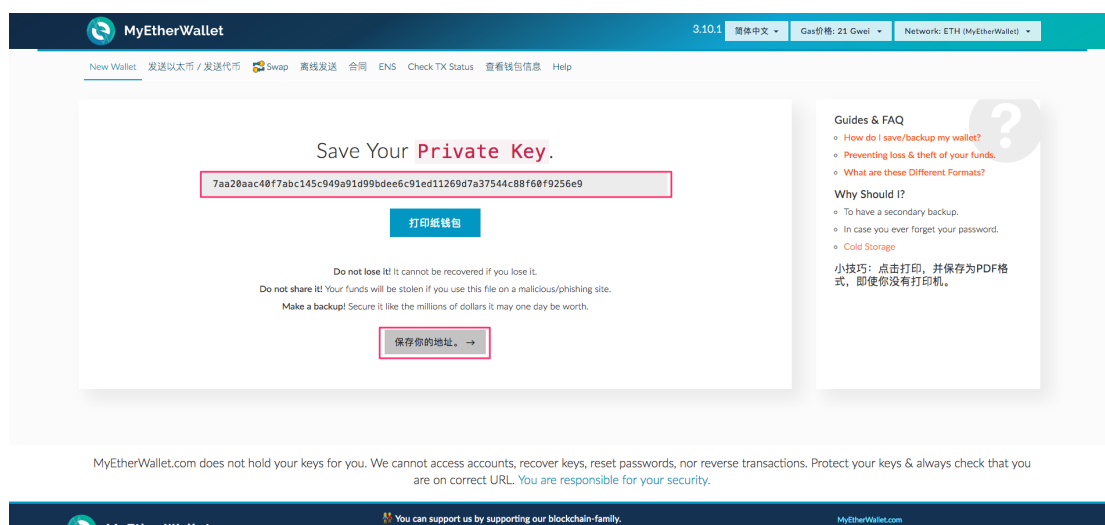 MyEtherWallet
3.10.1 简体中文 Gas价格: 21 Gwei Network: ETH (MyEtherWallet)
New Wallet 发送以太币 / 发送代币 Swap 离线发送 合同 ENS Check TX Status 查看钱包信息 Help
Save Your Private Key.
7aa20aac40f7abc145c949a91d99bdee6c91ed11269d7a37544c88f60f9256e9
打印纸钱包
Do not lose it! It cannot be recovered if you lose it.
Do not share it! Your funds will be stolen if you use this file on a malicious/phishing site.
Make a backup! Secure it like the millions of dollars it may one day be worth.
保存你的地址。 →
?
Guides & FAQ
How do I save/backup my wallet?
Preventing loss & theft of your funds.
What are these Different Formats?
Why Should I?
To have a secondary backup.
In case you ever forget your password.
Cold Storage
小技巧：点击打印，并保存为PDF格
式，即使你没有打印机。
MyEtherWallet.com does not hold your keys for you. We cannot access accounts, recover keys, reset passwords, nor reverse transactions. Protect your keys & always check that you
are on correct URL. You are responsible for your security.
You can support us by supporting our blockchain-family.
MyEtherWallet.com